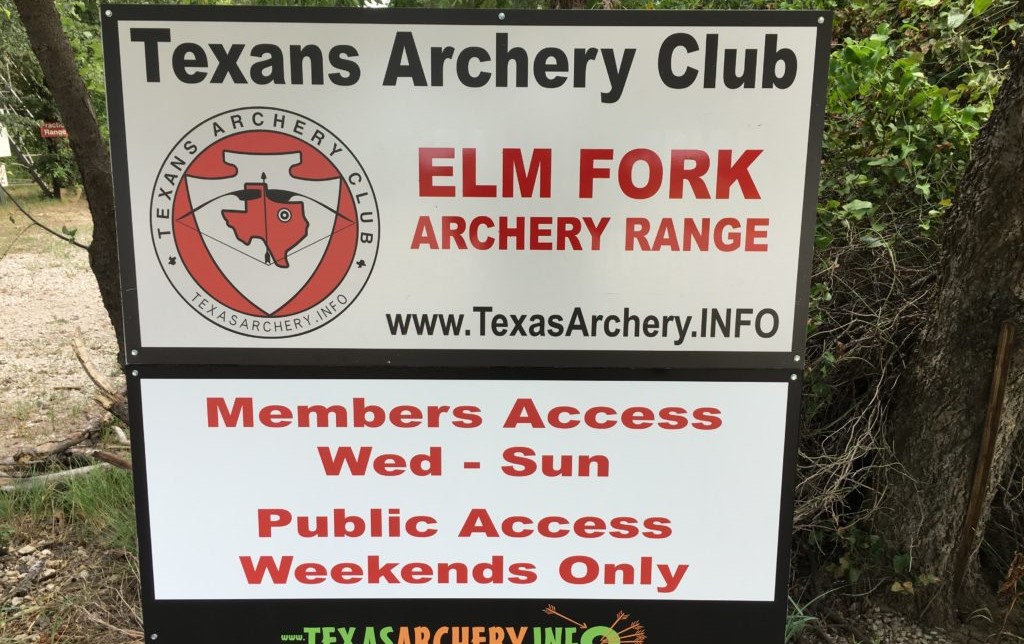 Texans Archery Club
TEXANS ARCHERY CLUB
TEXASARCHERY.INFO
ELM FORK
ARCHERY RANGE
www.TexasArchery.INFO
Members Access
Wed - Sun
Public Access
Weekends Only
www.TEXASARCHERY.INFO
Range